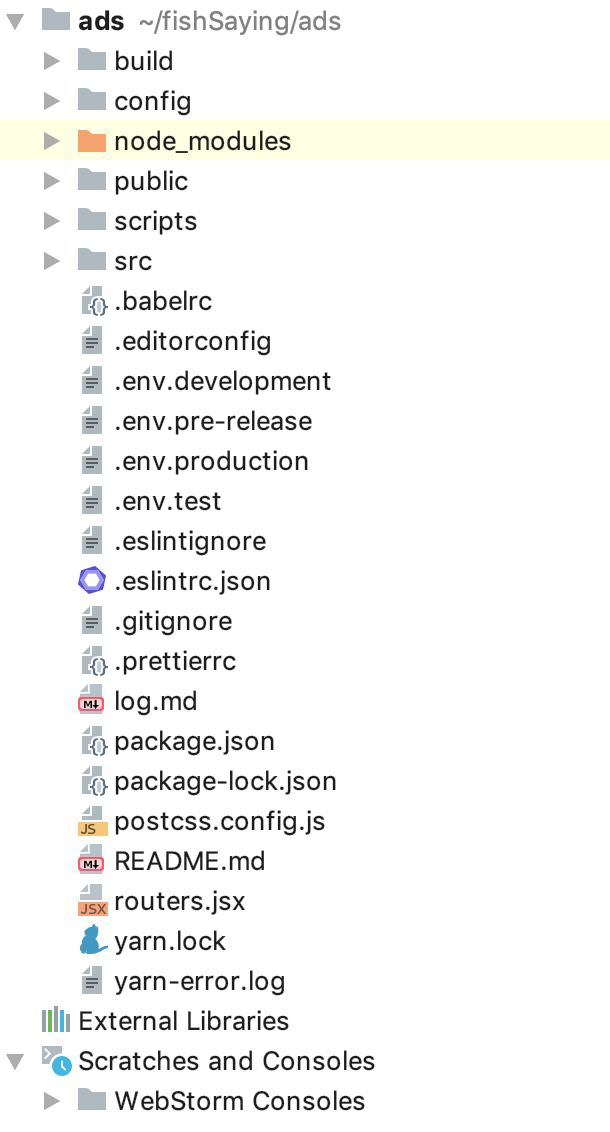 ads ~/fishSaying/ads
build
config
node_modules
public
scripts
src
.babelrc
.editorconfig
.env.development
.env.pre-release
.env.production
.env.test
.eslintignore
.eslintrc.json
.gitignore
.prettierrc
log.md
package.json
package-lock.json
JS postcss.config.js
README.md
JSX routers.jsx
yarn.lock
yarn-error.log
External Libraries
Scratches and Consoles
WebStorm Consoles